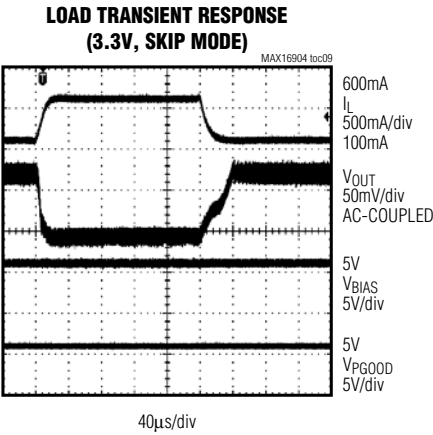 LOAD TRANSIENT RESPONSE
(3.3V, SKIP MODE)
MAX16904 toc09
600mA
IL
500mA/div
100mA
VOUT
50mV/div
AC-COUPLED
5V
VBIAS
5V/div
5V
VPGOOD
5V/div
40µs/div